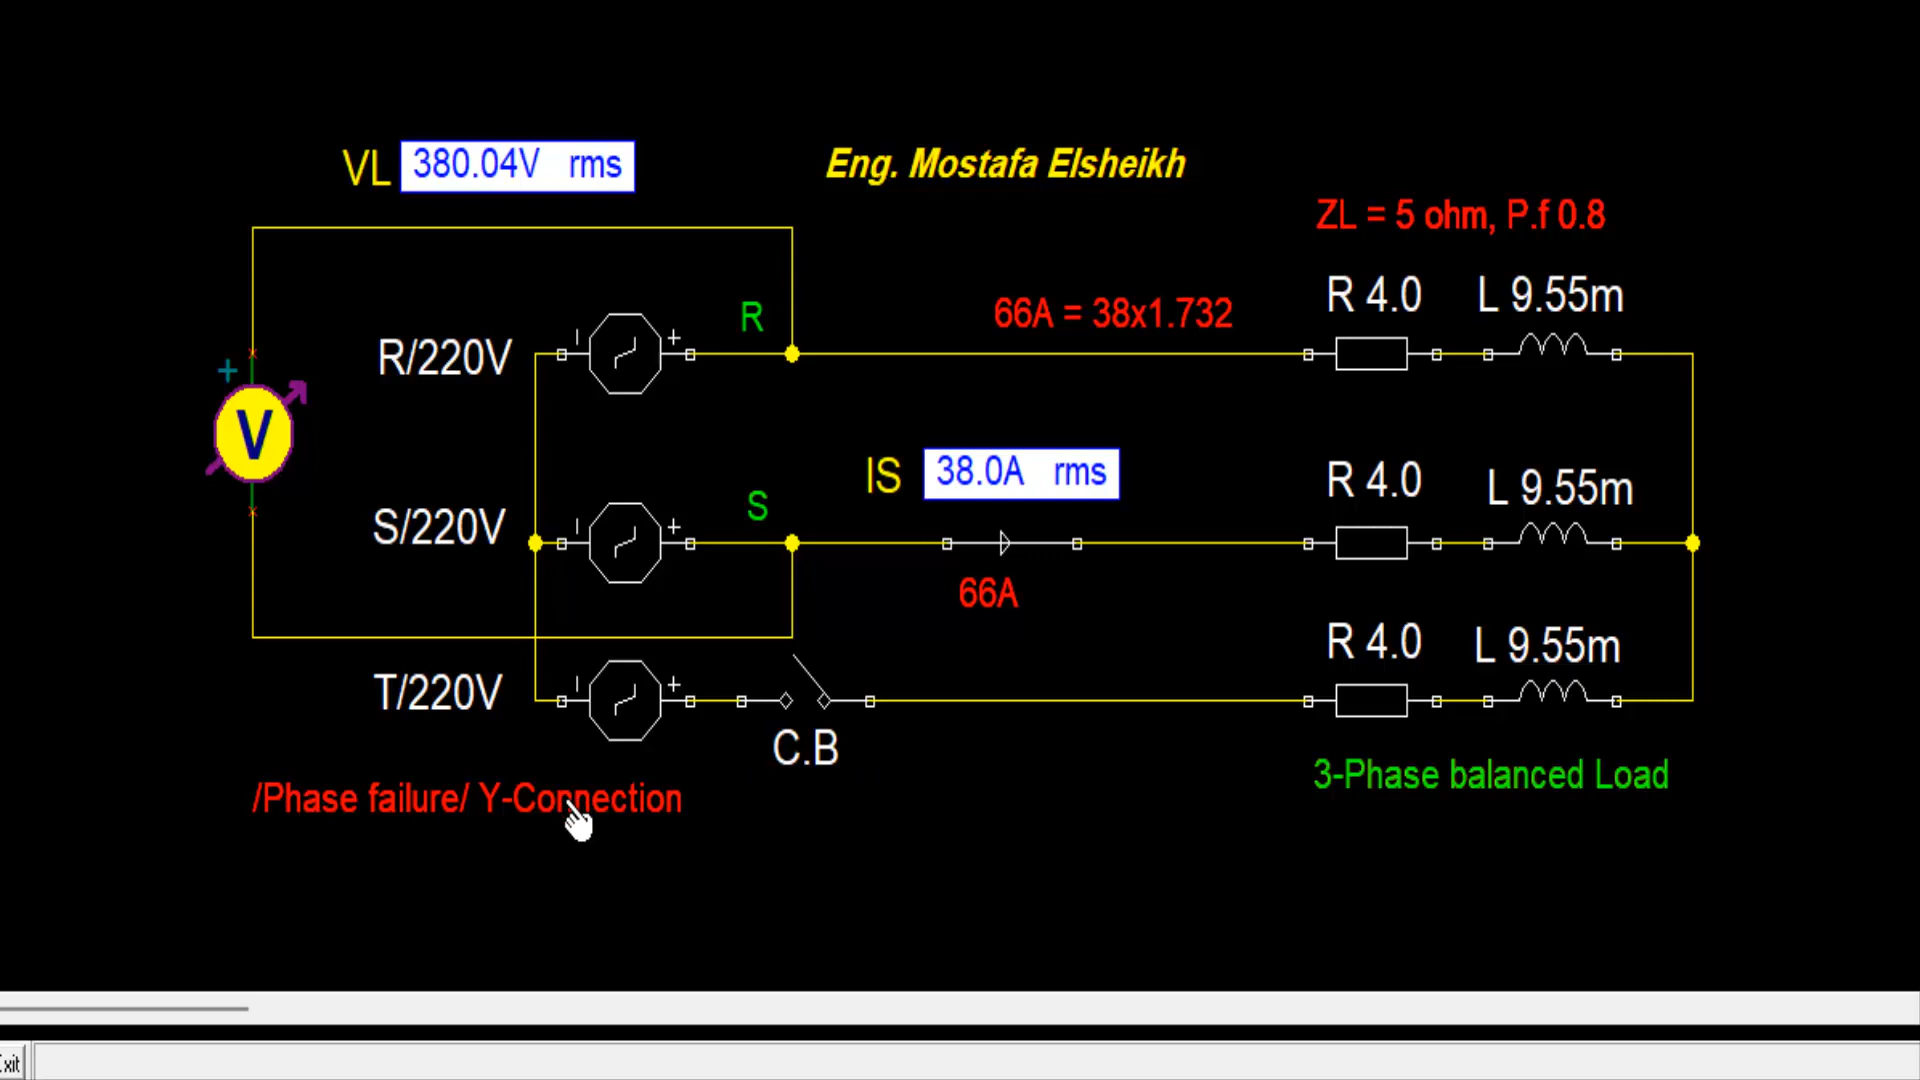 VL 380.04V rms
Eng. Mostafa Elsheikh
ZL = 5 ohm, P.f 0.8
R 4.0 L 9.55m
R
66A = 38x1.732
R/220V
+
V
- +
IS 38.0A rms
R 4.0 L 9.55m
S
S/220V
- +
66A
R 4.0 L 9.55m
T/220V
- +
C.B
3-Phase balanced Load
/Phase failure/ Y-Connection
Exit